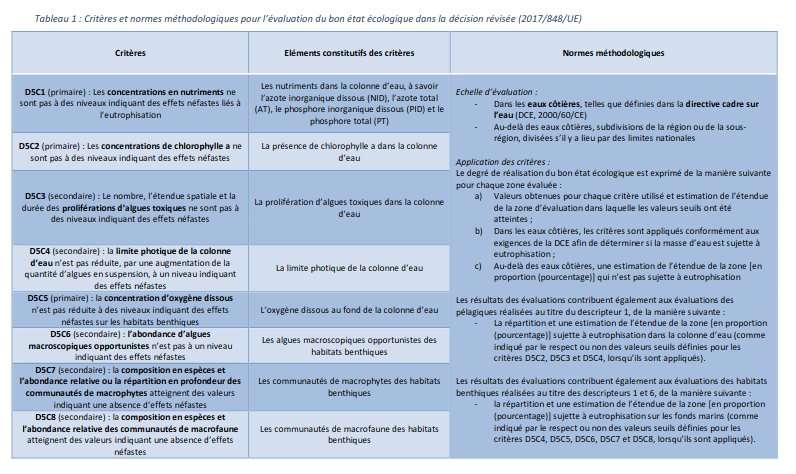 Tableau 1 : Critères et normes méthodologiques pour l'évaluation du bon état écologique dans la décision révisée (2017/848/UE)
Critères
Eléments constitutifs des critères
Normes méthodologiques
D5C1 (primaire) : Les concentrations en nutriments ne
sont pas à des niveaux indiquant des effets néfastes liés à
l'eutrophisation
Les nutriments dans la colonne d'eau, à savoir
l'azote inorganique dissous (NID), l'azote total
(AT), le phosphore inorganique dissous (PID) et le
phosphore total (PT)
D5C2 (primaire) : Les concentrations de chlorophylle a ne
sont pas à des niveaux indiquant des effets néfastes
La présence de chlorophylle a dans la colonne
d'eau
D5C3 (secondaire) : Le nombre, l'étendue spatiale et la
durée des proliférations d'algues toxiques ne sont pas à
des niveaux indiquant des effets néfastes
La prolifération d'algues toxiques dans la colonne
d'eau
D5C4 (secondaire) : la limite photique de la colonne
d'eau n'est pas réduite, par une augmentation de la
quantité d'algues en suspension, à un niveau indiquant
des effets néfastes
La limite photique de la colonne d'eau
D5C5 (primaire) : la concentration d'oxygène dissous
n'est pas réduite à des niveaux indiquant des effets
néfastes sur les habitats benthiques
L'oxygène dissous au fond de la colonne d'eau
D5C6 (secondaire) : l'abondance d'algues
macroscopiques opportunistes n'est pas à un niveau
indiquant des effets néfastes
Les algues macroscopiques opportunistes des
habitats benthiques
D5C7 (secondaire) : la composition en espèces et
l'abondance relative ou la répartition en profondeur des
communautés de macrophytes atteignent des valeurs
indiquant une absence d'effets néfastes
Les communautés de macrophytes des habitats
benthiques
D5C8 (secondaire) : la composition en espèces et
l'abondance relative des communautés de macrofaune
atteignent des valeurs indiquant une absence d'effets
néfastes
Les communautés de macrofaune des habitats
benthiques
Echelle d'évaluation :
- Dans les eaux côtières, telles que définies dans la directive cadre sur
l'eau (DCE, 2000/60/CE)
- Au-delà des eaux côtières, subdivisions de la région ou de la sous-
région, divisées s'il y a lieu par des limites nationales
Application des critères :
Le degré de réalisation du bon état écologique est exprimé de la manière suivante
pour chaque zone évaluée :
a) Valeurs obtenues pour chaque critère utilisé et estimation de l'étendue
de la zone d'évaluation dans laquelle les valeurs seuils ont été
atteintes ;
b) Dans les eaux côtières, les critères sont appliqués conformément aux
exigences de la DCE afin de déterminer si la masse d'eau est sujette à
eutrophisation ;
c) Au-delà des eaux côtières, une estimation de l'étendue de la zone [en
proportion (pourcentage)] qui n'est pas sujette à eutrophisation
Les résultats des évaluations contribuent également aux évaluations des
pélagiques réalisées au titre du descripteur 1, de la manière suivante :
- La répartition et une estimation de l'étendue de la zone [en proportion
(pourcentage)] sujette à eutrophisation dans la colonne d'eau (comme
indiqué par le respect ou non des valeurs seuils définies pour les
critères D5C2, D5C3 et D5C4, lorsqu'ils sont appliqués).
Les résultats des évaluations contribuent également aux évaluations des habitats
benthiques réalisées au titre des descripteurs 1 et 6, de la manière suivante :
- la répartition et une estimation de l'étendue de la zone [en proportion
(pourcentage)] sujette à eutrophisation sur les fonds marins (comme
indiqué par le respect ou non des valeurs seuils définies pour les
critères D5C4, D5C5, D5C6, D5C7 et D5C8, lorsqu'ils sont appliqués).